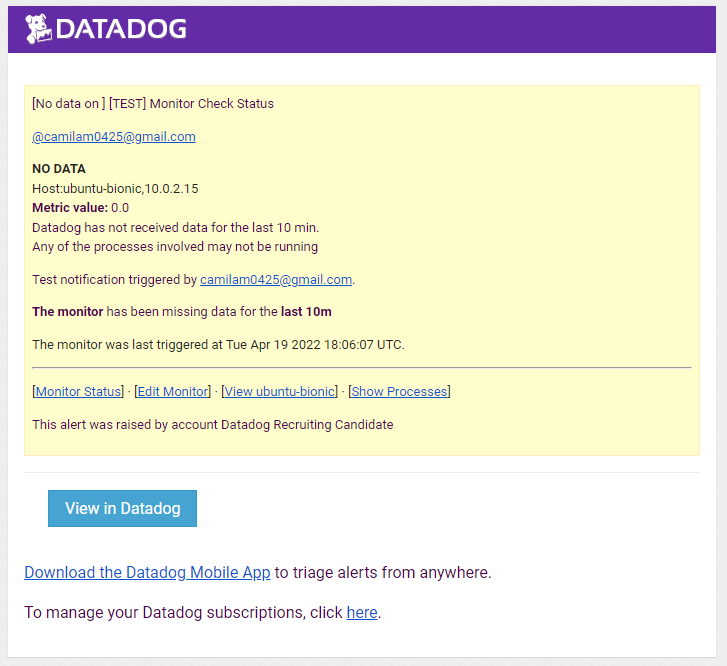 DATADOG
[No data on ] [TEST] Monitor Check Status
@camilam0425@gmail.com
NO DATA
Host:ubuntu-bionic,10.0.2.15
Metric value: 0.0
Datadog has not received data for the last 10 min.
Any of the processes involved may not be running
Test notification triggered by camilam0425@gmail.com.
The monitor has been missing data for the last 10m
The monitor was last triggered at Tue Apr 19 2022 18:06:07 UTC.
[Monitor Status] · [Edit Monitor] · [View ubuntu-bionic] · [Show Processes]
This alert was raised by account Datadog Recruiting Candidate
View in Datadog
Download the Datadog Mobile App to triage alerts from anywhere.
To manage your Datadog subscriptions, click here.